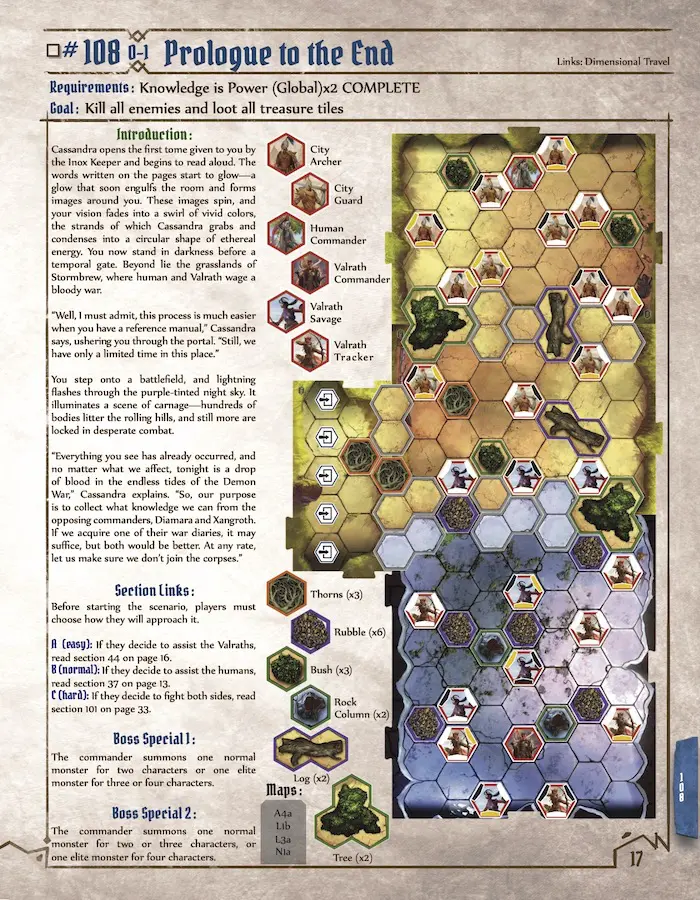 # 108 0-1 Prologue to the End
Links: Dimensional Travel
Requirements: Knowledge is Power (Global)x2 COMPLETE
Goal: Kill all enemies and loot all treasure tiles
Introduction:
Cassandra opens the first tome given to you by
the Inox Keeper and begins to read aloud. The
words written on the pages start to glow—a
glow that soon engulfs the room and forms
images around you. These images spin, and
your vision fades into a swirl of vivid colors,
the strands of which Cassandra grabs and
condenses into a circular shape of ethereal
energy. You now stand in darkness before a
temporal gate. Beyond lie the grasslands of
Stormbrew, where human and Valrath wage a
bloody war.
"Well, I must admit, this process is much easier
when you have a reference manual," Cassandra
says, ushering you through the portal. "Still, we
have only a limited time in this place."
You step onto a battlefield, and lightning
flashes through the purple-tinted night sky. It
illuminates a scene of carnage—hundreds of
bodies litter the rolling hills, and still more are
locked in desperate combat.
"Everything you see has already occurred, and
no matter what we affect, tonight is a drop
of blood in the endless tides of the Demon
War," Cassandra explains. "So, our purpose
is to collect what knowledge we can from the
opposing commanders, Diamara and Xangroth.
If we acquire one of their war diaries, it may
suffice, but both would be better. At any rate,
let us make sure we don't join the corpses."
Section Links:
Before starting the scenario, players must
choose how they will approach it.
A (easy): If they decide to assist the Valraths,
read section 44 on page 16.
B (normal): If they decide to assist the humans,
read section 37 on page 13.
C (hard): If they decide to fight both sides, read
section 101 on page 33.
Boss Special 1:
The commander summons one normal
monster for two characters or one elite
monster for three or four characters.
Boss Special 2:
The commander summons one normal
monster for two or three characters, or
one elite monster for four characters.
City
Archer
City
Guard
Human
Commander
Valrath
Commander
Valrath
Savage
Valrath
Tracker
Thorns (x3)
Rubble (x6)
Bush (x3)
Rock
Column (x2)
Log (x2)
Maps:
A4a
L1b
L3a
N1a
Tree (x2)
108
17